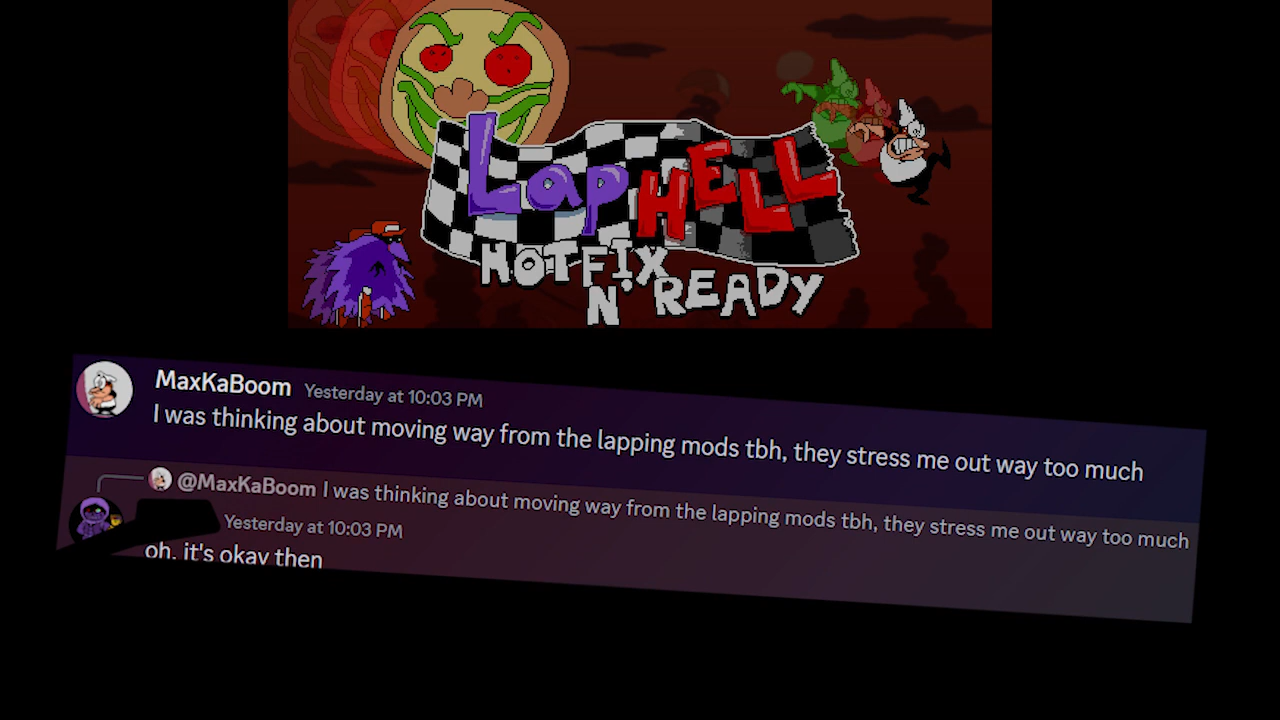 Lap HELL
HOTFIX
N' READY
MaxKaBoom Yesterday at 10:03 PM
I was thinking about moving way from the lapping mods tbh, they stress me out way too much
@MaxKaBoom I was thinking about moving way from the lapping mods tbh, they stress me out way too much
Yesterday at 10:03 PM
oh, it's okay then